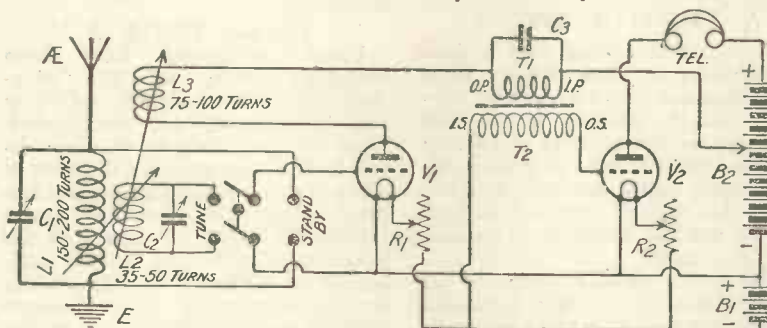 Æ
L3
75-100 TURNS
C3
T1
O.P.
I.P.
I.S.
O.S.
T2
TEL.
+
B2
-
V1
V2
R1
R2
C1
L1
150-200 TURNS
C2
TUNE
STAND BY
L2
35-50 TURNS
E
+
B1
-